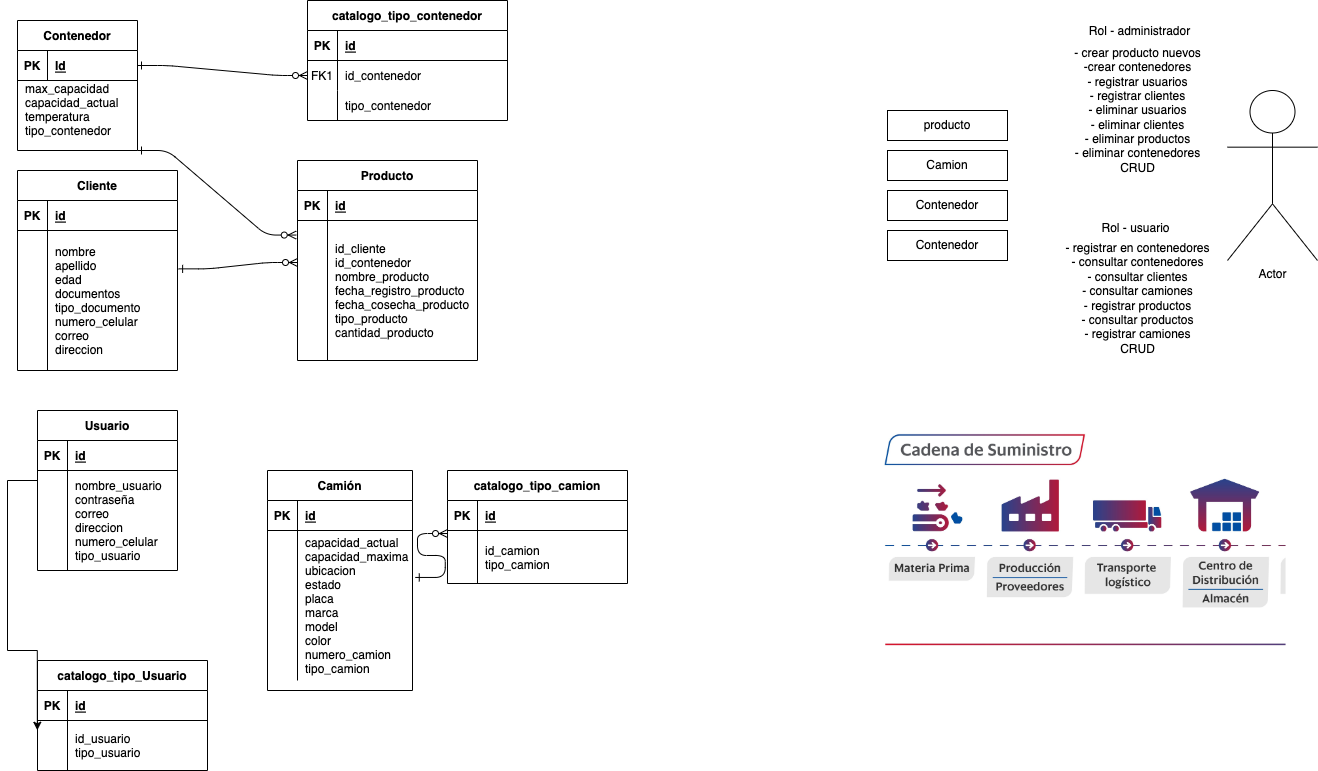 Contenedor
PK Id
max_capacidad
capacidad_actual
temperatura
tipo_contenedor
catalogo_tipo_contenedor
PK id
FK1 id_contenedor
tipo_contenedor
Cliente
PK id
nombre
apellido
edad
documentos
tipo_documento
numero_celular
correo
direccion
Producto
PK id
id_cliente
id_contenedor
nombre_producto
fecha_registro_producto
fecha_cosecha_producto
tipo_producto
cantidad_producto
Usuario
PK id
nombre_usuario
contraseña
correo
direccion
numero_celular
tipo_usuario
catalogo_tipo_Usuario
PK id
id_usuario
tipo_usuario
Camión
PK id
capacidad_actual
capacidad_maxima
ubicacion
estado
placa
marca
model
color
numero_camion
tipo_camion
catalogo_tipo_camion
PK id
id_camion
tipo_camion
producto
Camion
Contenedor
Contenedor
Rol - administrador
- crear producto nuevos
-crear contenedores
- registrar usuarios
- registrar clientes
- eliminar usuarios
- eliminar clientes
- eliminar productos
- eliminar contenedores
CRUD
Rol - usuario
- registrar en contenedores
- consultar contenedores
- consultar clientes
- consultar camiones
- registrar productos
- consultar productos
- registrar camiones
CRUD
Actor
Cadena de Suministro
Materia Prima
Producción
Proveedores
Transporte
logístico
Centro de
Distribución
Almacén